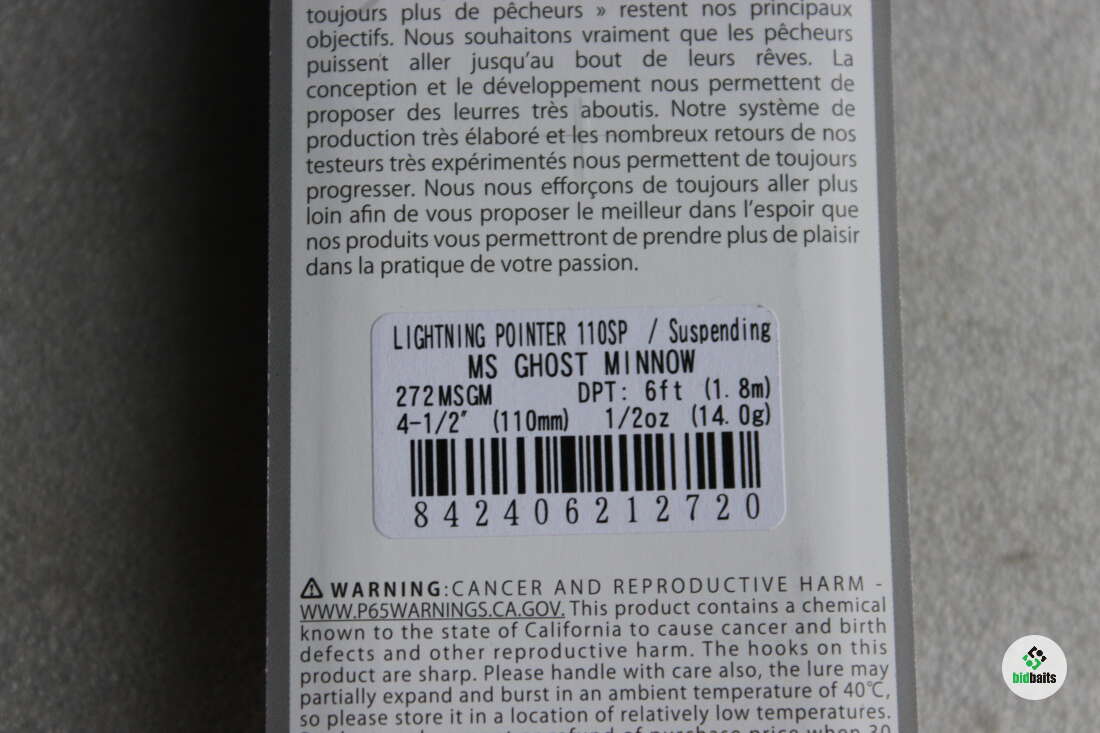 toujours plus de pêcheurs » restent nos principaux
objectifs. Nous souhaitons vraiment que les pêcheurs
puissent aller jusqu'au bout de leurs rêves. La
conception et le développement nous permettent de
proposer des leurres très aboutis. Notre système de
production très élaboré et les nombreux retours de nos
testeurs très expérimentés nous permettent de toujours
progresser. Nous nous efforçons de toujours aller plus
loin afin de vous proposer le meilleur dans l'espoir que
nos produits vous permettront de prendre plus de plaisir
dans la pratique de votre passion.
LIGHTNING POINTER 110SP / Suspending
MS GHOST MINNOW
272MSGM DPT: 6ft (1.8m)
4-1/2″ (110mm) 1/2oz (14.0g)
842406212720
⚠ WARNING:CANCER AND REPRODUCTIVE HARM -
WWW.P65WARNINGS.CA.GOV. This product contains a chemical
known to the state of California to cause cancer and birth
defects and other reproductive harm. The hooks on this
product are sharp. Please handle with care also, the lure may
partially expand and burst in an ambient temperature of 40℃,
so please store it in a location of relatively low temperatures.
refund of purchase price when 30
bidbaits